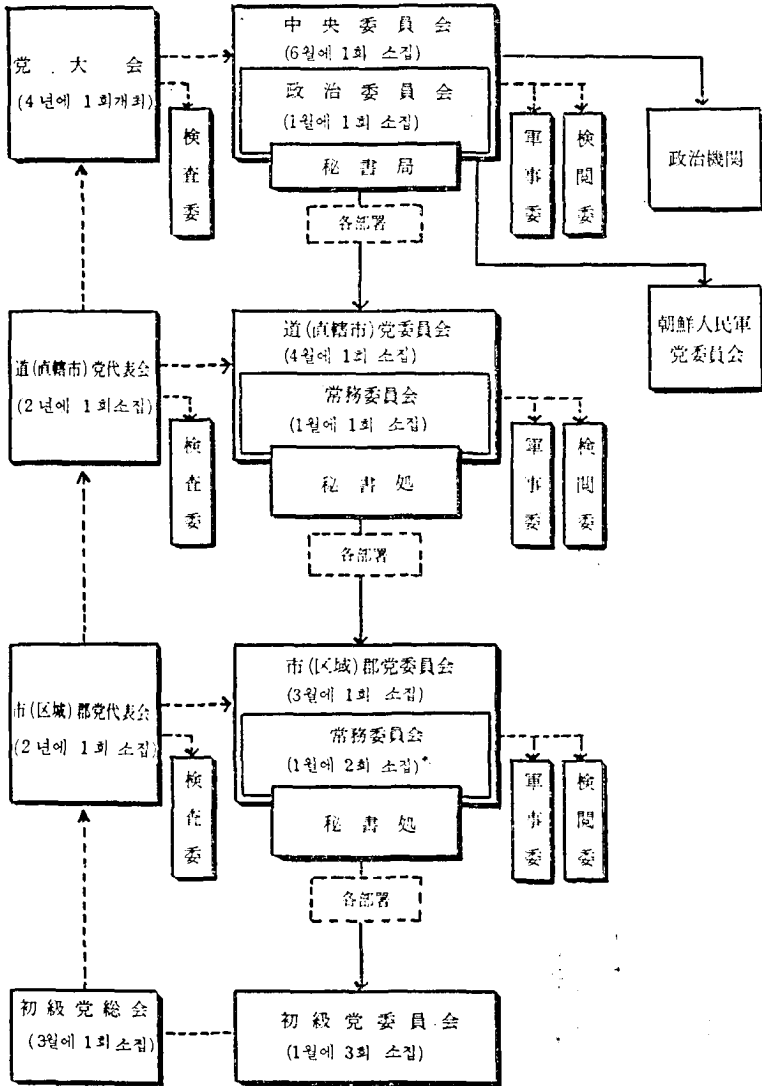 党 大 会
(4년에 1회개최)
検査委
中央委員会
(6월에 1회 소집)
政治委員会
(1월에 1회 소집)
秘書局
各部署
軍事委
検閲委
政治機関
朝鮮人民軍
党委員会
道(直轄市)党代表会
(2년에 1회소집)
検査委
道(直轄市)党委員会
(4월에 1회 소집)
常務委員会
(1월에 1회 소집)
秘書処
各部署
軍事委
検閲委
市(区域)郡党代表会
(2년에 1회 소집)
検査委
市(区域)郡党委員会
(3월에 1회 소집)
常務委員会
(1월에 2회 소집)
秘書処
各部署
軍事委
検閲委
初級党総会
(3월에 1회 소집)
初級党委員会
(1월에 3회 소집)